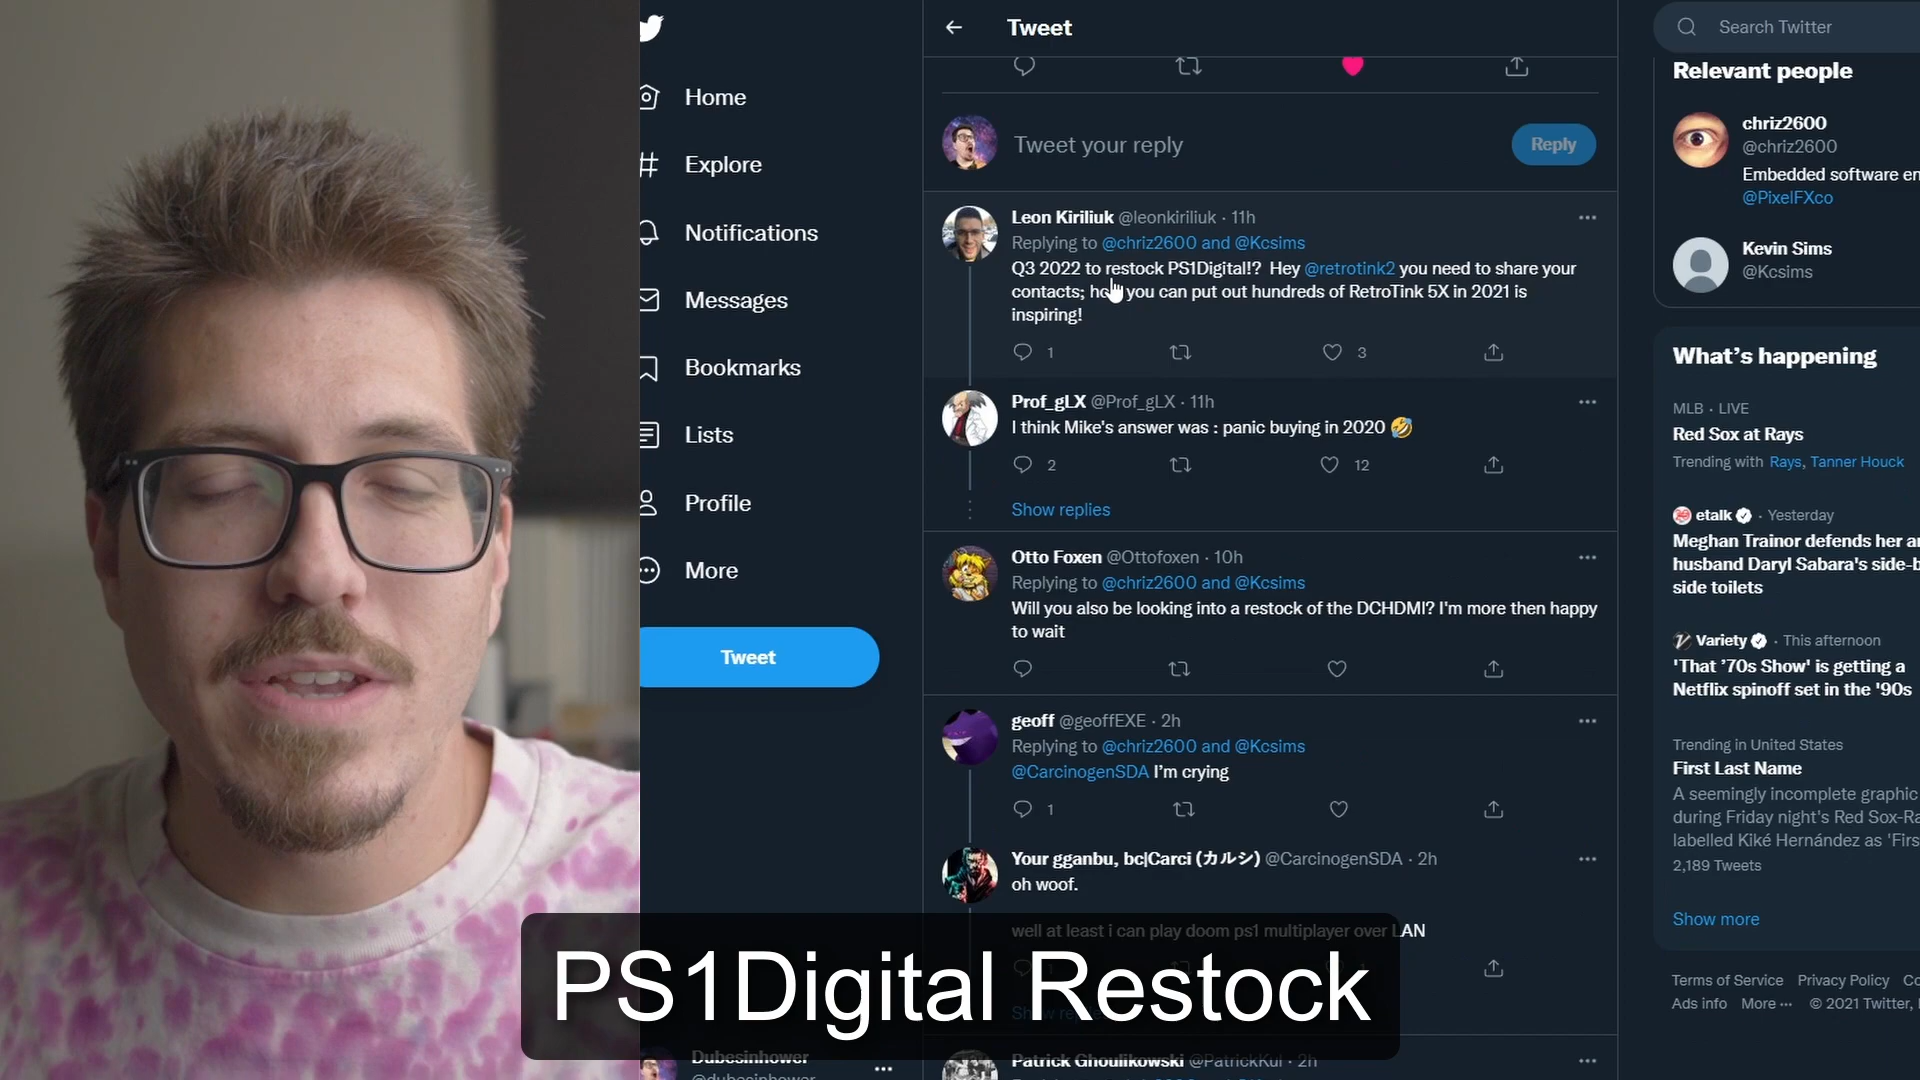 Home
Explore
Notifications
Messages
Bookmarks
Lists
Profile
More
Tweet
Dubesinhower
@dubesinhower
Tweet
Tweet your reply
Reply
Leon Kiriliuk @leonkiriliuk · 11h
Replying to @chriz2600 and @Kcsims
Q3 2022 to restock PS1Digital!? Hey @retrotink2 you need to share your
contacts; how you can put out hundreds of RetroTink 5X in 2021 is
inspiring!
1 3
Prof_gLX @Prof_gLX · 11h
I think Mike's answer was : panic buying in 2020 🤣
2 12
Show replies
Otto Foxen @Ottofoxen · 10h
Replying to @chriz2600 and @Kcsims
Will you also be looking into a restock of the DCHDMI? I'm more then happy
to wait
geoff @geoffEXE · 2h
Replying to @chriz2600 and @Kcsims
@CarcinogenSDA I'm crying
1
Your gganbu, bc|Carci (カルシ) @CarcinogenSDA · 2h
oh woof.
well at least i can play doom ps1 multiplayer over LAN
PS1Digital Restock
Patrick Ghoulikowski @PatrickKul · 2h
Search Twitter
Relevant people
chriz2600
@chriz2600
Embedded software en
@PixelFXco
Kevin Sims
@Kcsims
What's happening
MLB · LIVE
Red Sox at Rays
Trending with Rays, Tanner Houck
etalk · Yesterday
Meghan Trainor defends her an
husband Daryl Sabara's side-b
side toilets
Variety · This afternoon
'That '70s Show' is getting a
Netflix spinoff set in the '90s
Trending in United States
First Last Name
A seemingly incomplete graphic
during Friday night's Red Sox-Ra
labelled Kiké Hernández as 'Firs
2,189 Tweets
Show more
Terms of Service Privacy Policy Co
Ads info More ··· © 2021 Twitter, I